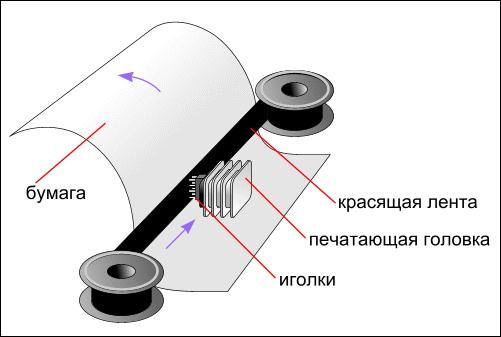 бумага
красящая лента
печатающая головка
иголки